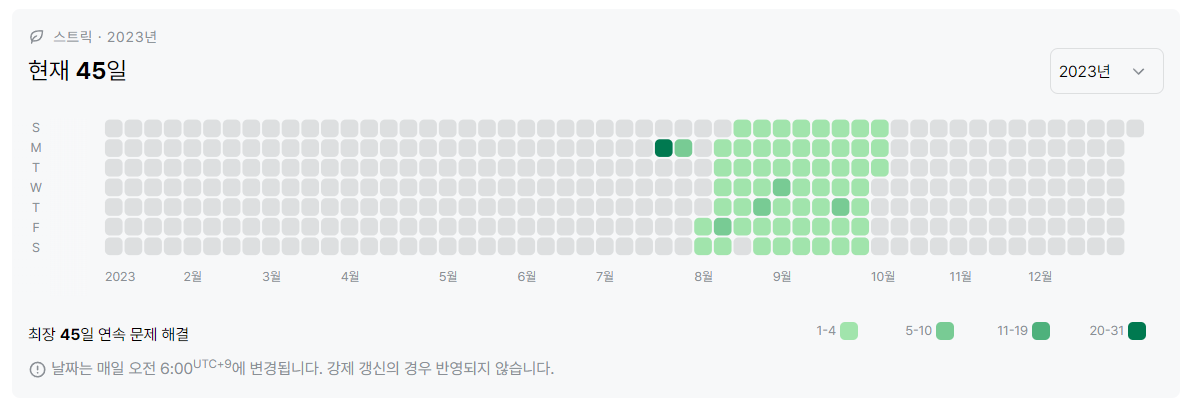 스트릭 · 2023년
현재 45일
2023년
S
M
T
W
T
F
S
2023 2월 3월 4월 5월 6월 7월 8월 9월 10월 11월 12월
최장 45일 연속 문제 해결
1-4 5-10 11-19 20-31
날짜는 매일 오전 6:00UTC+9에 변경됩니다. 강제 갱신의 경우 반영되지 않습니다.